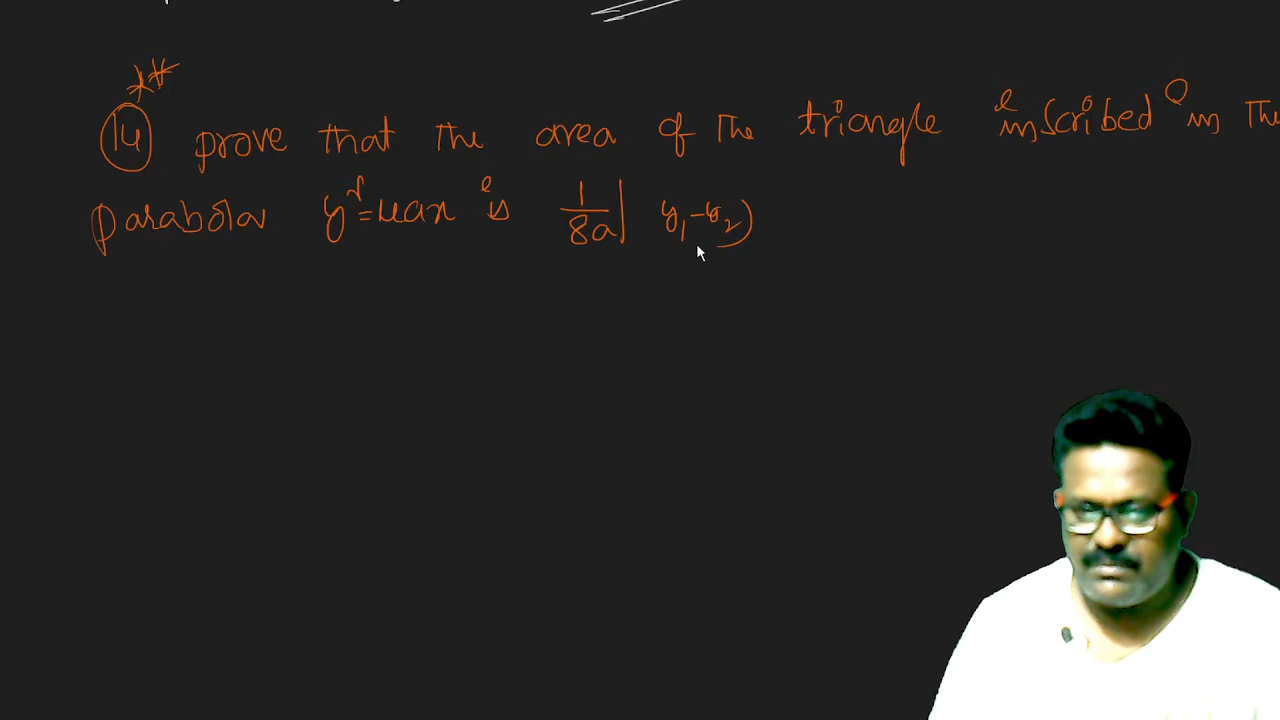 14 ** prove that the area of the triangle inscribed in the
parabola y²=4ax is 1/8a | y₁-y₂)